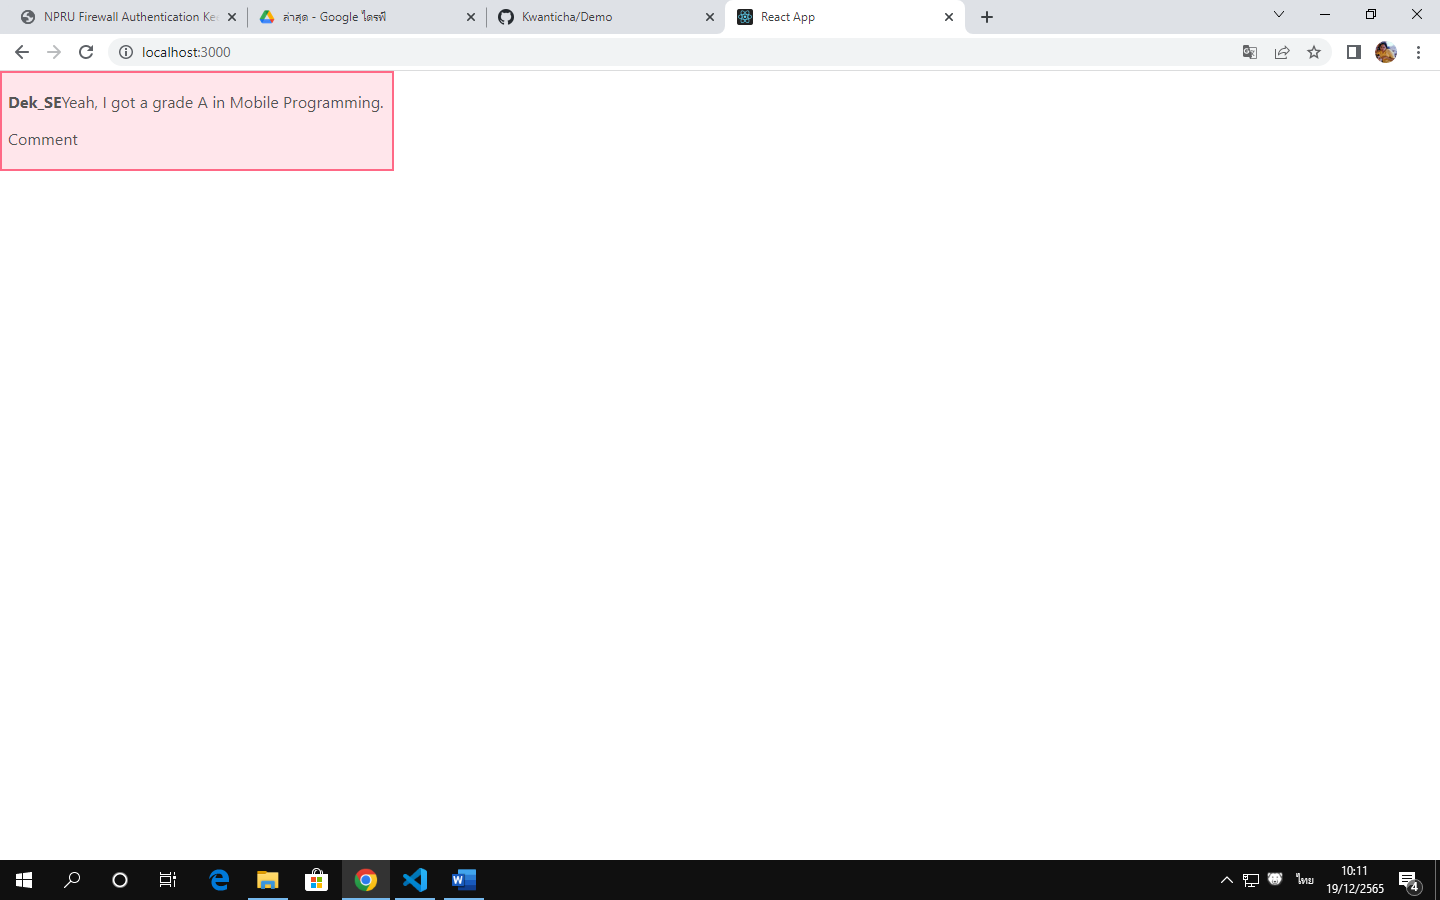 NPRU Firewall Authentication Kee
ล่าสุด - Google ไดรฟ์
Kwanticha/Demo
React App
localhost:3000
Dek_SEYeah, I got a grade A in Mobile Programming.
Comment
ไทย
10:11
19/12/2565
4